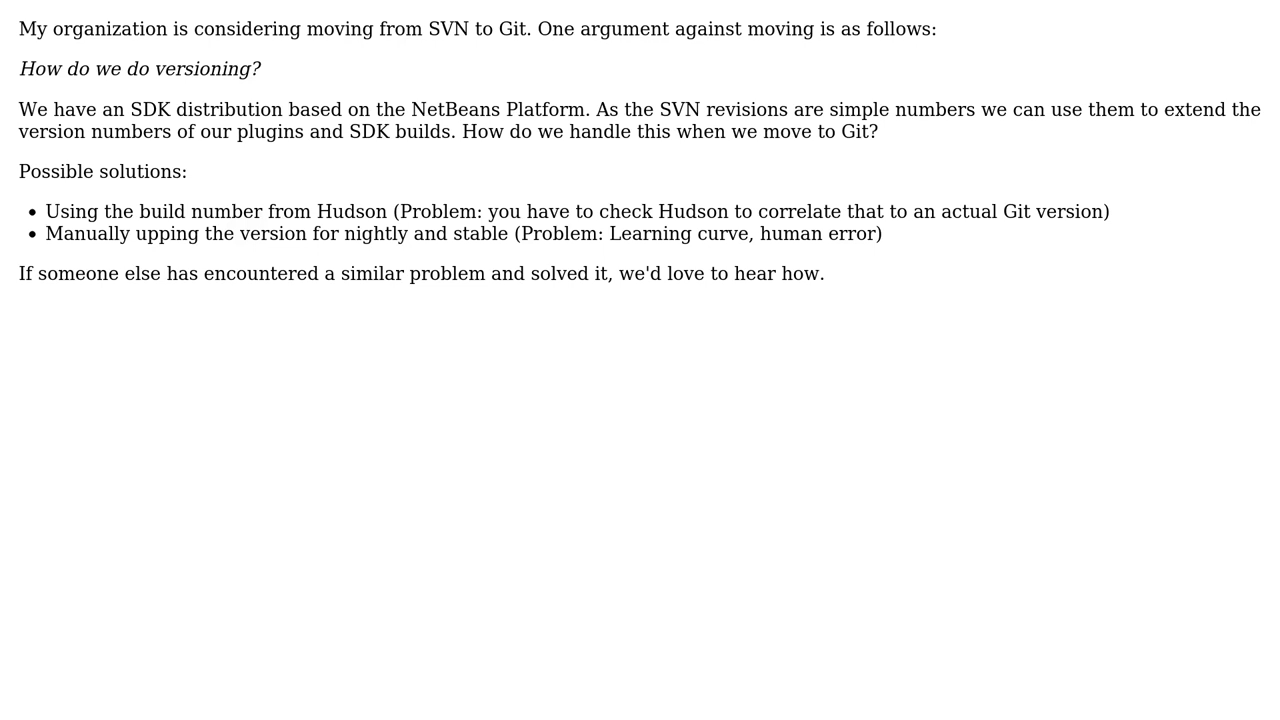 My organization is considering moving from SVN to Git. One argument against moving is as follows:
How do we do versioning?
We have an SDK distribution based on the NetBeans Platform. As the SVN revisions are simple numbers we can use them to extend the
version numbers of our plugins and SDK builds. How do we handle this when we move to Git?
Possible solutions:
• Using the build number from Hudson (Problem: you have to check Hudson to correlate that to an actual Git version)
• Manually upping the version for nightly and stable (Problem: Learning curve, human error)
If someone else has encountered a similar problem and solved it, we'd love to hear how.